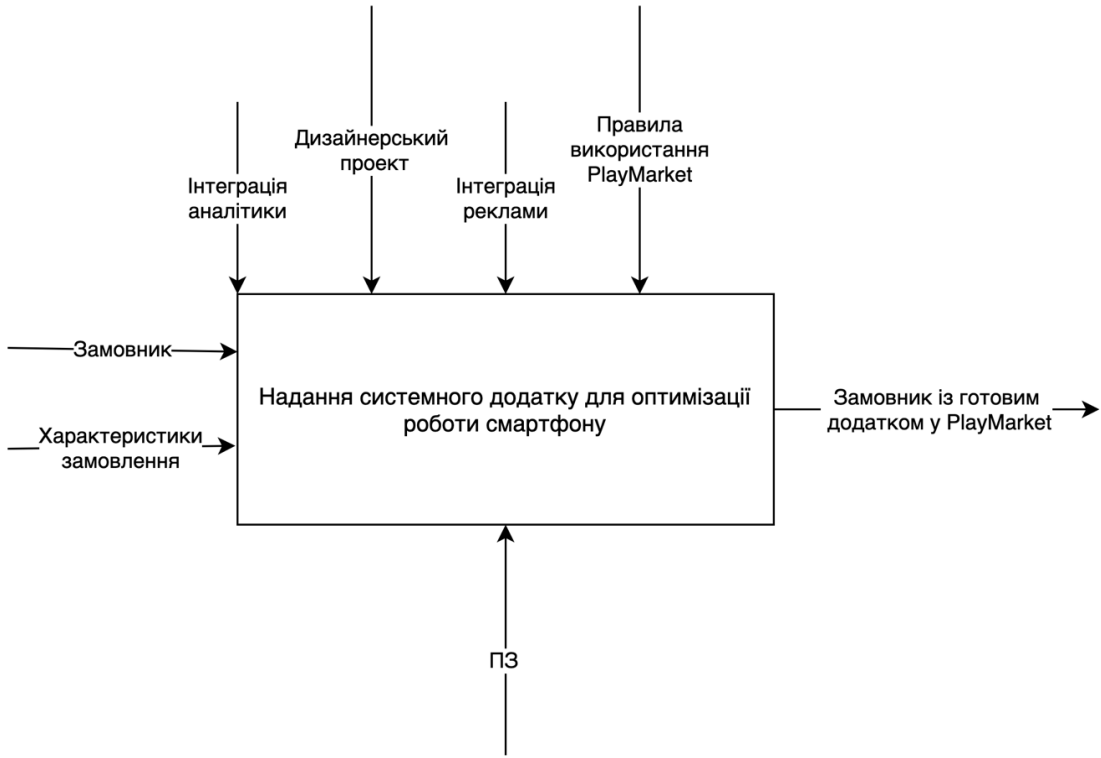 Дизайнерський
проект
Правила
використання
PlayMarket
Інтеграція
аналітики
Інтеграція
реклами
Замовник
Характеристики
замовлення
Надання системного додатку для оптимізації
роботи смартфону
Замовник із готовим
додатком у PlayMarket
ПЗ